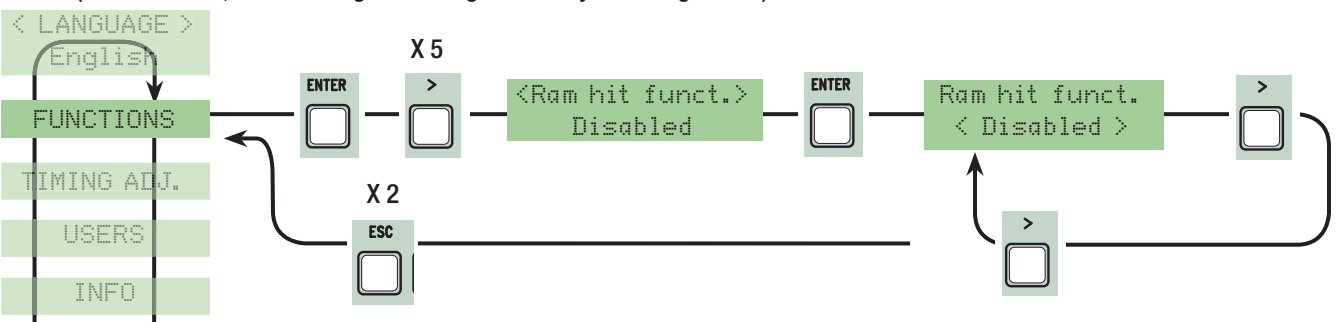 < LANGUAGE >
English
FUNCTIONS
TIMING ADJ.
USERS
INFO
ENTER
X 5
>
<Ram hit funct.>
Disabled
ENTER
Ram hit funct.
< Disabled >
>
>
X 2
ESC